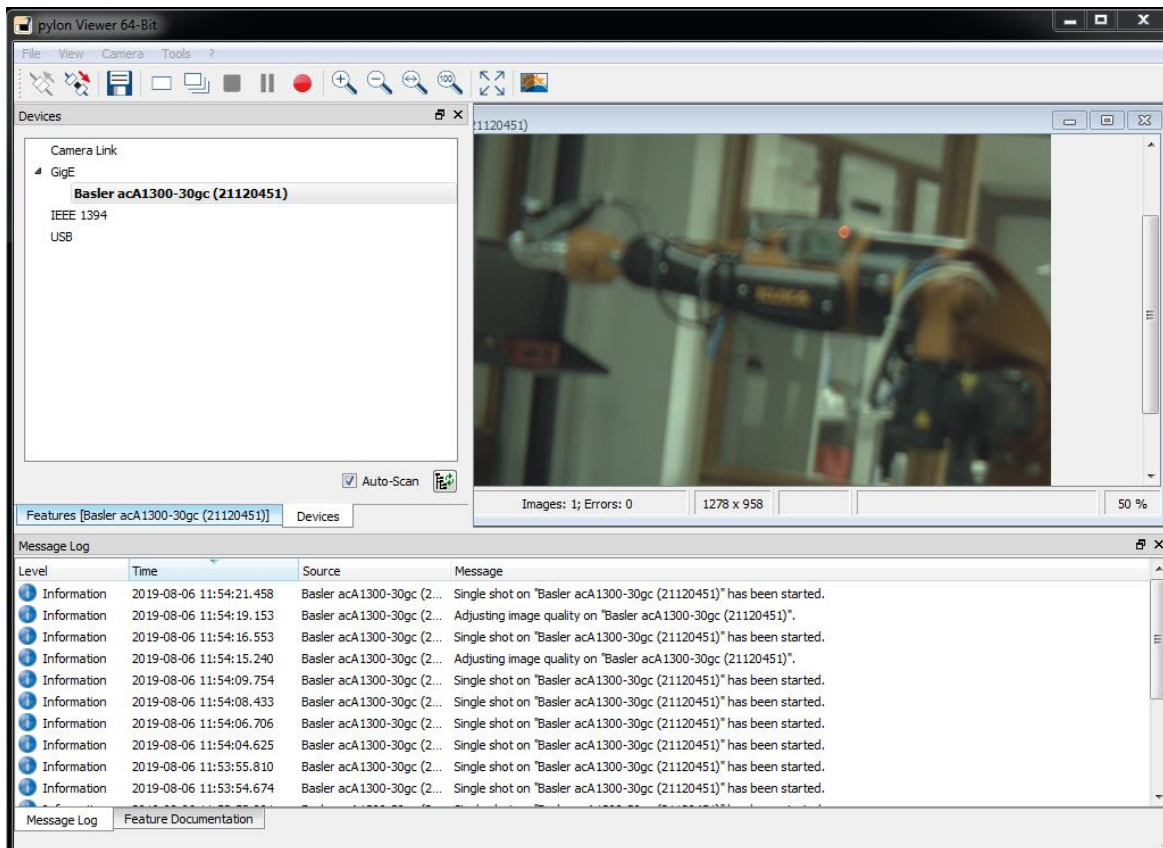 pylon Viewer 64-Bit
File View Camera Tools ?
100
Devices
Camera Link
GigE
Basler acA1300-30gc (21120451)
IEEE 1394
USB
Auto-Scan
Features [Basler acA1300-30gc (21120451)] Devices
21120451)
KUKA
Images: 1; Errors: 0 1278 x 958 50 %
Message Log
Level Time Source Message
Information 2019-08-06 11:54:21.458 Basler acA1300-30gc (2... Single shot on "Basler acA1300-30gc (21120451)" has been started.
Information 2019-08-06 11:54:19.153 Basler acA1300-30gc (2... Adjusting image quality on "Basler acA1300-30gc (21120451)".
Information 2019-08-06 11:54:16.553 Basler acA1300-30gc (2... Single shot on "Basler acA1300-30gc (21120451)" has been started.
Information 2019-08-06 11:54:15.240 Basler acA1300-30gc (2... Adjusting image quality on "Basler acA1300-30gc (21120451)".
Information 2019-08-06 11:54:09.754 Basler acA1300-30gc (2... Single shot on "Basler acA1300-30gc (21120451)" has been started.
Information 2019-08-06 11:54:08.433 Basler acA1300-30gc (2... Single shot on "Basler acA1300-30gc (21120451)" has been started.
Information 2019-08-06 11:54:06.706 Basler acA1300-30gc (2... Single shot on "Basler acA1300-30gc (21120451)" has been started.
Information 2019-08-06 11:54:04.625 Basler acA1300-30gc (2... Single shot on "Basler acA1300-30gc (21120451)" has been started.
Information 2019-08-06 11:53:55.810 Basler acA1300-30gc (2... Single shot on "Basler acA1300-30gc (21120451)" has been started.
Information 2019-08-06 11:53:54.674 Basler acA1300-30gc (2... Single shot on "Basler acA1300-30gc (21120451)" has been started.
Message Log Feature Documentation